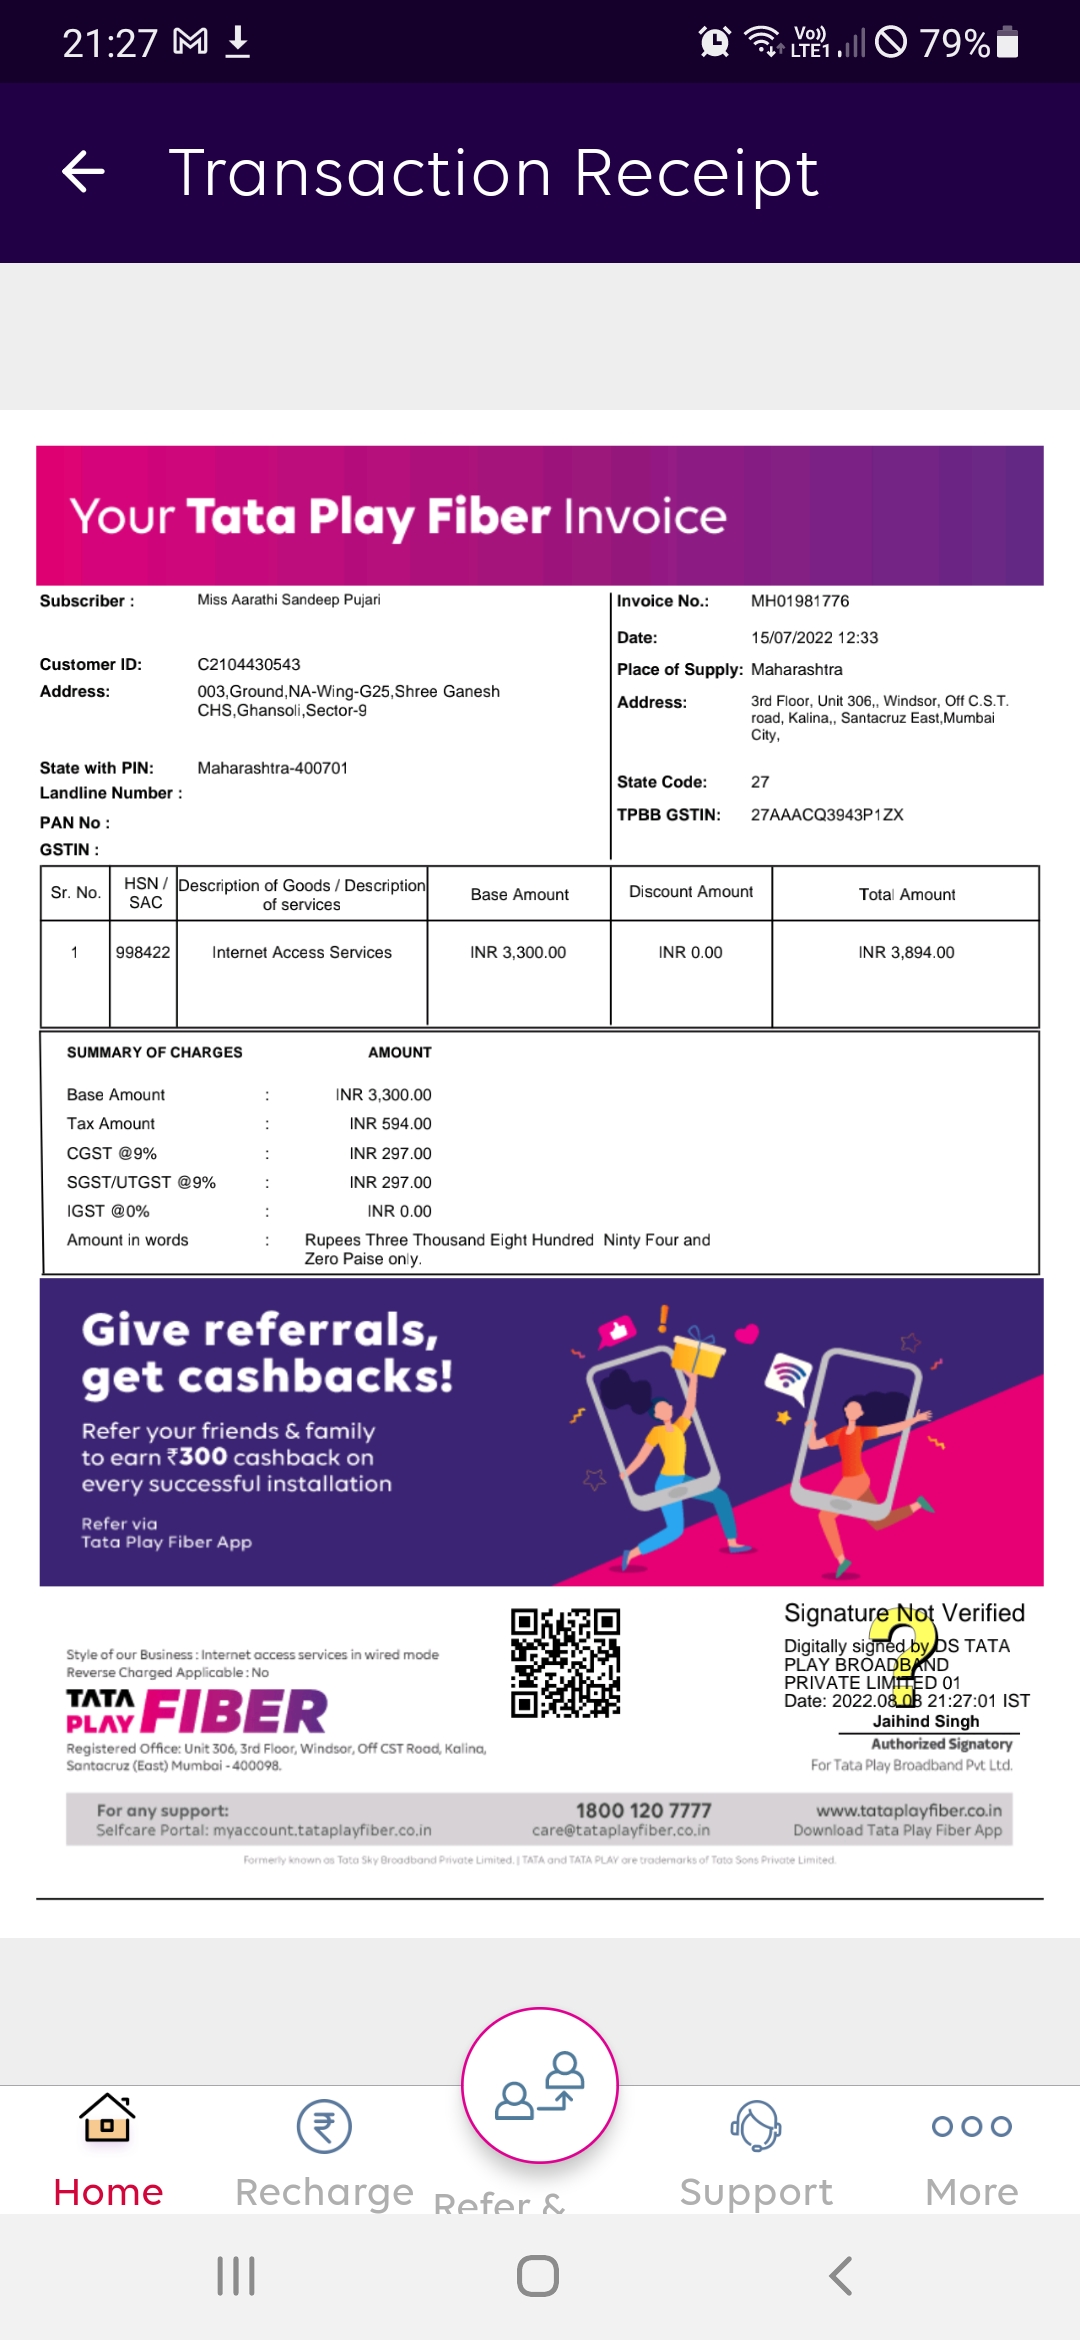 21:27 Vo)) LTE1 79%
Transaction Receipt
Your Tata Play Fiber Invoice
Subscriber : Miss Aarathi Sandeep Pujari
Customer ID: C2104430543
Address: 003,Ground,NA-Wing-G25,Shree Ganesh
CHS,Ghansoli,Sector-9
State with PIN: Maharashtra-400701
Landline Number :
PAN No :
GSTIN :
Invoice No.: MH01981776
Date: 15/07/2022 12:33
Place of Supply: Maharashtra
Address: 3rd Floor, Unit 306,, Windsor, Off C.S.T.
road, Kalina,, Santacruz East,Mumbai
City,
State Code: 27
TPBB GSTIN: 27AAACQ3943P1ZX
Sr. No. HSN / SAC Description of Goods / Description of services Base Amount Discount Amount Total Amount
1 998422 Internet Access Services INR 3,300.00 INR 0.00 INR 3,894.00
SUMMARY OF CHARGES AMOUNT
Base Amount : INR 3,300.00
Tax Amount : INR 594.00
CGST @9% : INR 297.00
SGST/UTGST @9% : INR 297.00
IGST @0% : INR 0.00
Amount in words : Rupees Three Thousand Eight Hundred Ninty Four and
Zero Paise only.
Give referrals,
get cashbacks!
Refer your friends & family
to earn ₹300 cashback on
every successful installation
Refer via
Tata Play Fiber App
Style of our Business : Internet access services in wired mode
Reverse Charged Applicable : No
TATA PLAY FIBER
Registered Office: Unit 306, 3rd Floor, Windsor, Off CST Road, Kalina,
Santacruz (East) Mumbai - 400098.
Signature Not Verified
Digitally signed by DS TATA
PLAY BROADBAND
PRIVATE LIMITED 01
Date: 2022.08.08 21:27:01 IST
Jaihind Singh
Authorized Signatory
For Tata Play Broadband Pvt Ltd.
For any support: 1800 120 7777 www.tataplayfiber.co.in
Selfcare Portal: myaccount.tataplayfiber.co.in care@tataplayfiber.co.in Download Tata Play Fiber App
Formerly known as Tata Sky Broadband Private Limited. | TATA and TATA PLAY are trademarks of Tata Sons Private Limited.
Home Recharge Refer & Support More